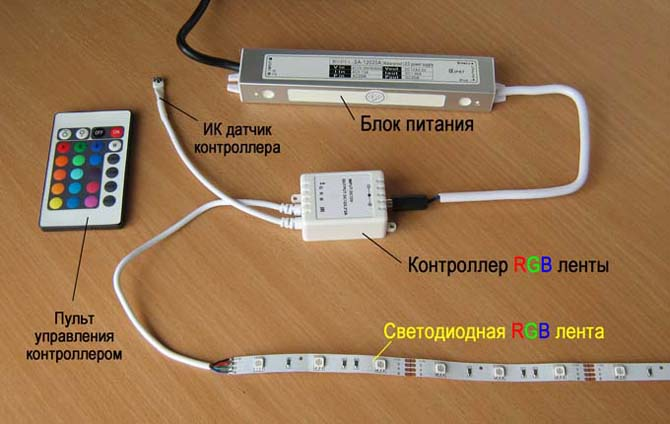 ИК датчик
контроллера
Блок питания
Контроллер RGB ленты
Пульт
управления
контроллером
Светодиодная RGB лента
OFF
ON
W